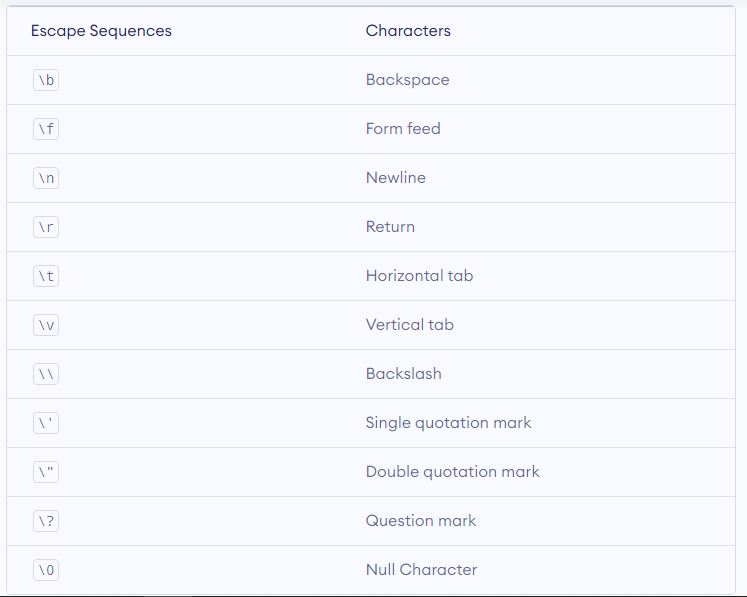 Escape Sequences Characters
\b Backspace
\f Form feed
\n Newline
\r Return
\t Horizontal tab
\v Vertical tab
\\ Backslash
\' Single quotation mark
\" Double quotation mark
\? Question mark
\0 Null Character